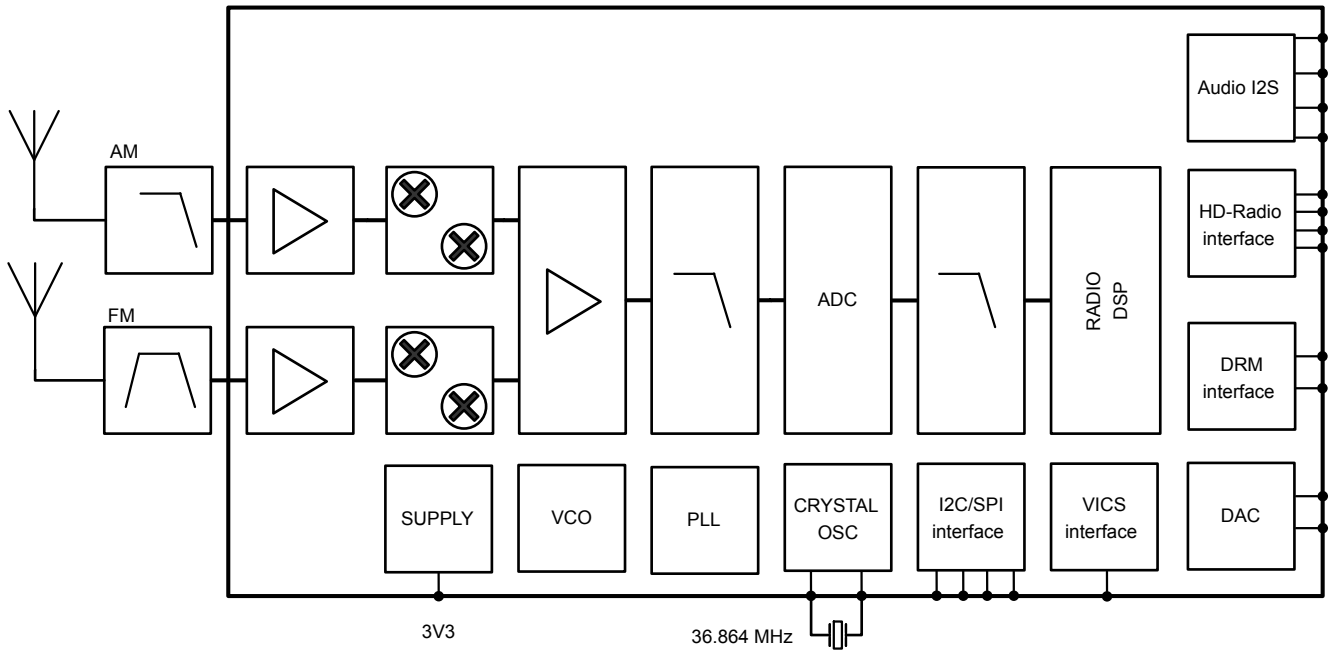 Audio I2S
AM
HD-Radio
interface
FM
ADC
RADIO
DSP
DRM
interface
SUPPLY
VCO
PLL
CRYSTAL
OSC
I2C/SPI
interface
VICS
interface
DAC
3V3
36.864 MHz